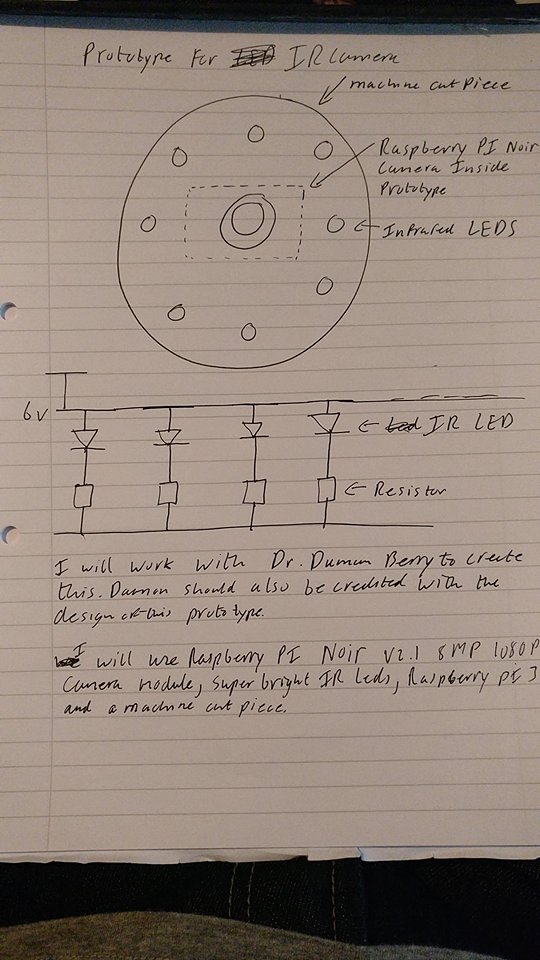 Prototype For LED IR Camera
machine cut Piece
Raspberry PI Noir
Camera Inside
Prototype
Infrared LEDS
6v
Led IR LED
Resistor
I will work with Dr. Duman Berry to create
this. Damon should also be credited with the
design of this prototype.
I will use Raspberry PI Noir V2.1 8MP 1080P
Camera Module, Super bright IR Leds, Raspberry pi 3
and a machine cut piece.